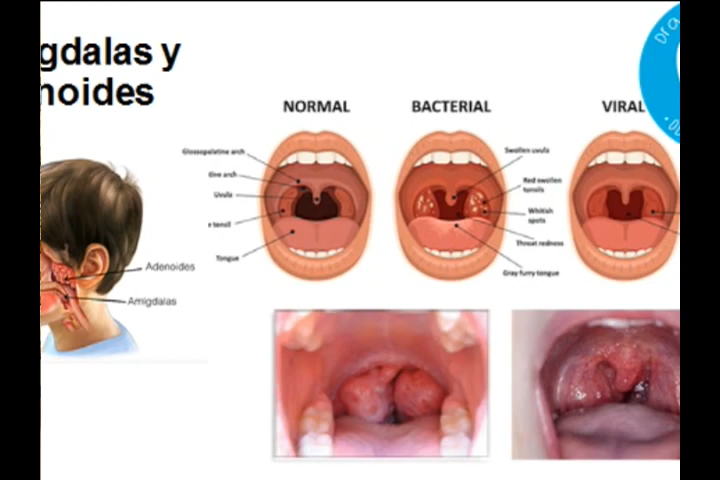 gdalas y
noides
NORMAL
BACTERIAL
VIRAL
Glossopalatine arch
Uvula
Tongue
Swollen uvula
Red swollen
tonsils
Whitish
spots
Throat redness
Gray furry tongue
Adenoides
Amígdalas